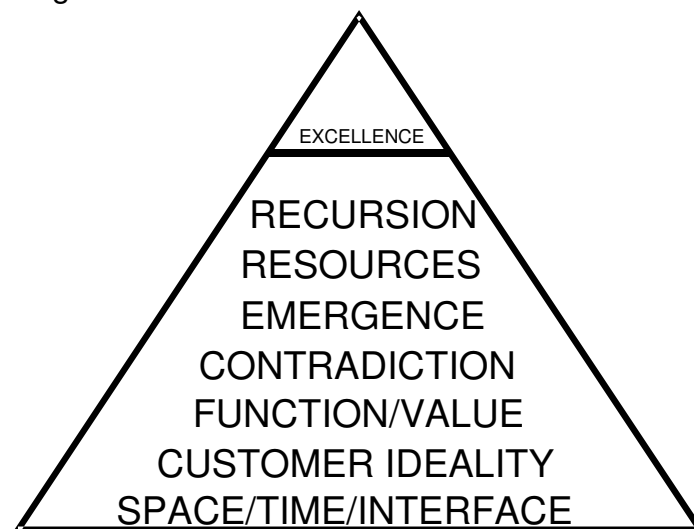 EXCELLENCE
RECURSION
RESOURCES
EMERGENCE
CONTRADICTION
FUNCTION/VALUE
CUSTOMER IDEALITY
SPACE/TIME/INTERFACE